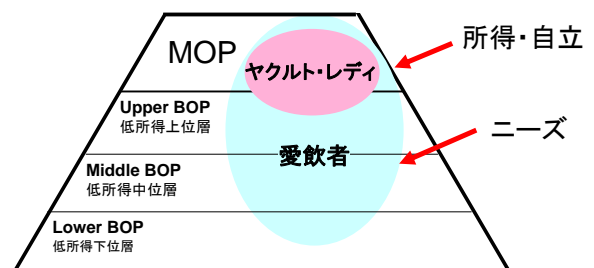 所得・自立
MOP
ヤクルト・レディ
Upper BOP
低所得上位層
ニーズ
愛飲者
Middle BOP
低所得中位層
Lower BOP
低所得下位層